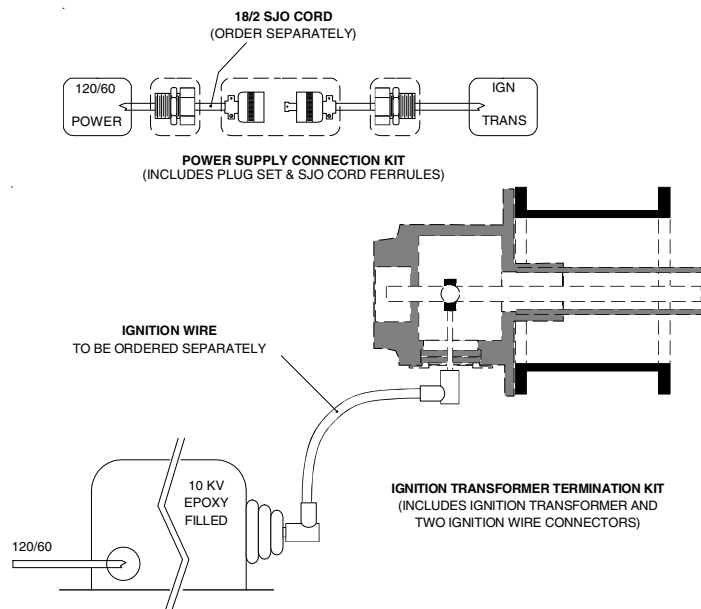 18/2 SJO CORD
(ORDER SEPARATELY)
120/60
POWER
IGN
TRANS
POWER SUPPLY CONNECTION KIT
(INCLUDES PLUG SET & SJO CORD FERRULES)
IGNITION WIRE
TO BE ORDERED SEPARATELY
10 KV
EPOXY
FILLED
IGNITION TRANSFORMER TERMINATION KIT
(INCLUDES IGNITION TRANSFORMER AND
TWO IGNITION WIRE CONNECTORS)
120/60